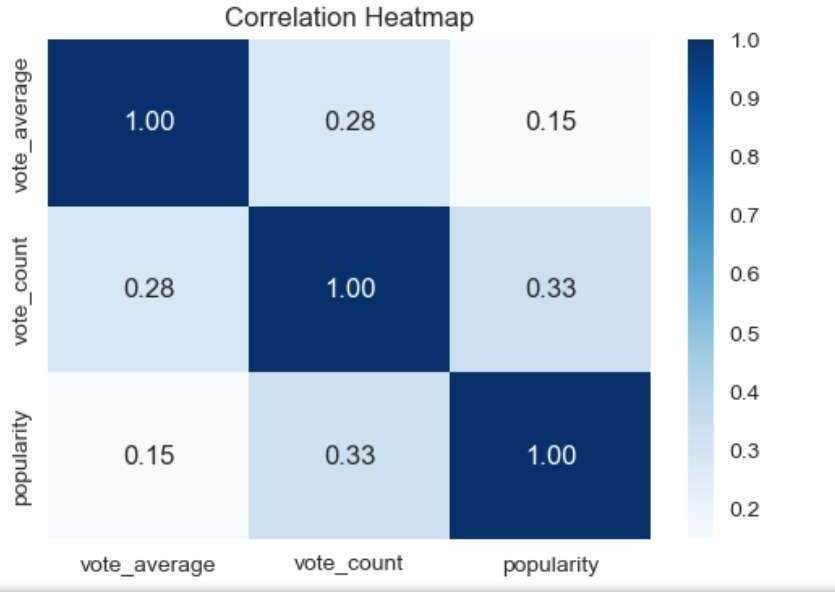 Correlation Heatmap
vote_average
1.00
0.28
0.15
vote_count
0.28
1.00
0.33
popularity
0.15
0.33
1.00
vote_average
vote_count
popularity
1.0
0.9
0.8
0.7
0.6
0.5
0.4
0.3
0.2